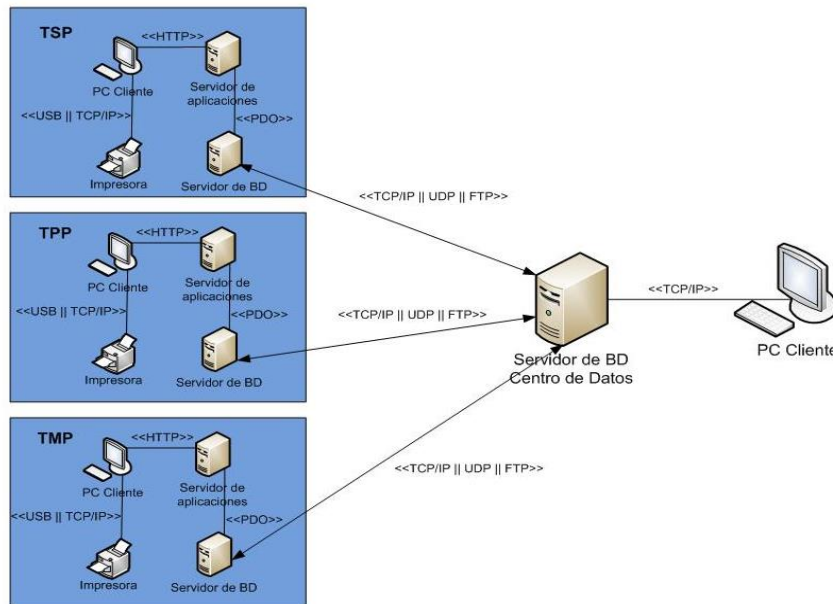 TSP
<<HTTP>>
PC Cliente
Servidor de
aplicaciones
<<USB || TCP/IP>>
<<PDO>>
Impresora
Servidor de BD
<<TCP/IP || UDP || FTP>>
TPP
<<HTTP>>
PC Cliente
Servidor de
aplicaciones
<<USB || TCP/IP>>
<<PDO>>
Impresora
Servidor de BD
<<TCP/IP || UDP || FTP>>
Servidor de BD
Centro de Datos
<<TCP/IP>>
PC Cliente
TMP
<<HTTP>>
PC Cliente
Servidor de
aplicaciones
<<USB || TCP/IP>>
<<PDO>>
Impresora
Servidor de BD
<<TCP/IP || UDP || FTP>>